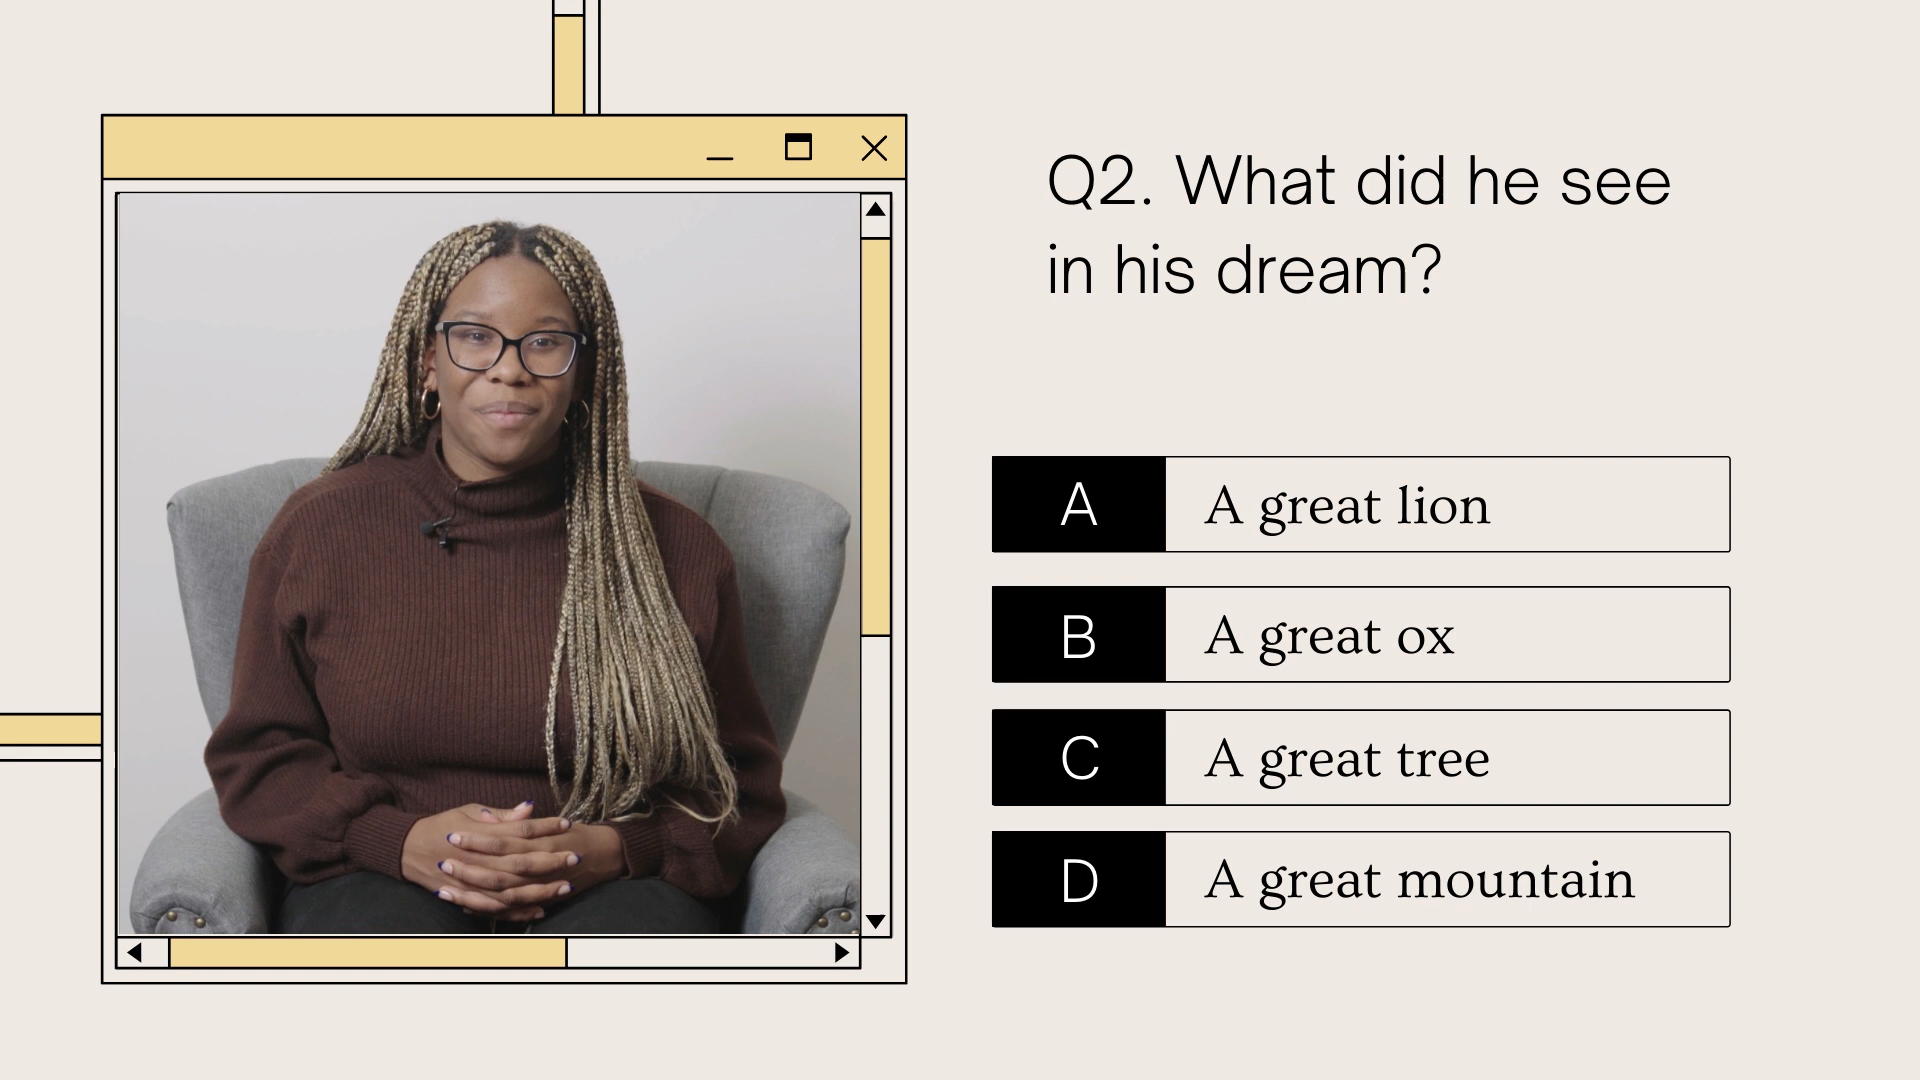 Q2. What did he see
in his dream?
A A great lion
B A great ox
C A great tree
D A great mountain